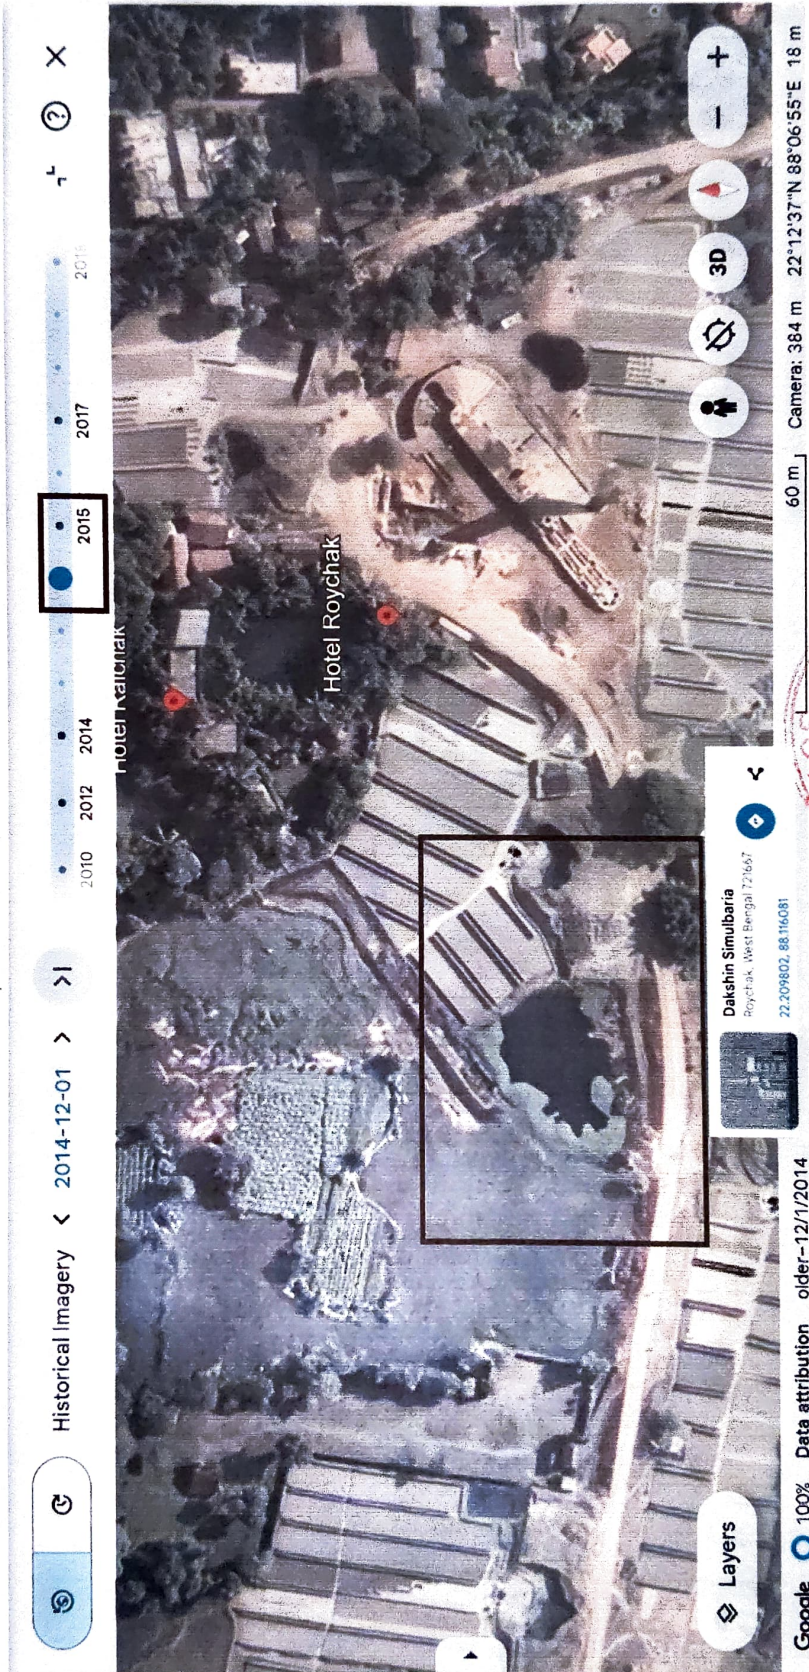 Historical Imagery < 2014-12-01 > >|
2010 2012 2014 2015 2017
Hotel Raichak
Hotel Roychak
Dakshin Simulbaria
Roychak, West Bengal 721667
22.209802, 88.116081
Layers
3D
Google 100% Data attribution older–12/1/2014 60 m Camera: 384 m 22°12'37"N 88°06'55"E 18 m